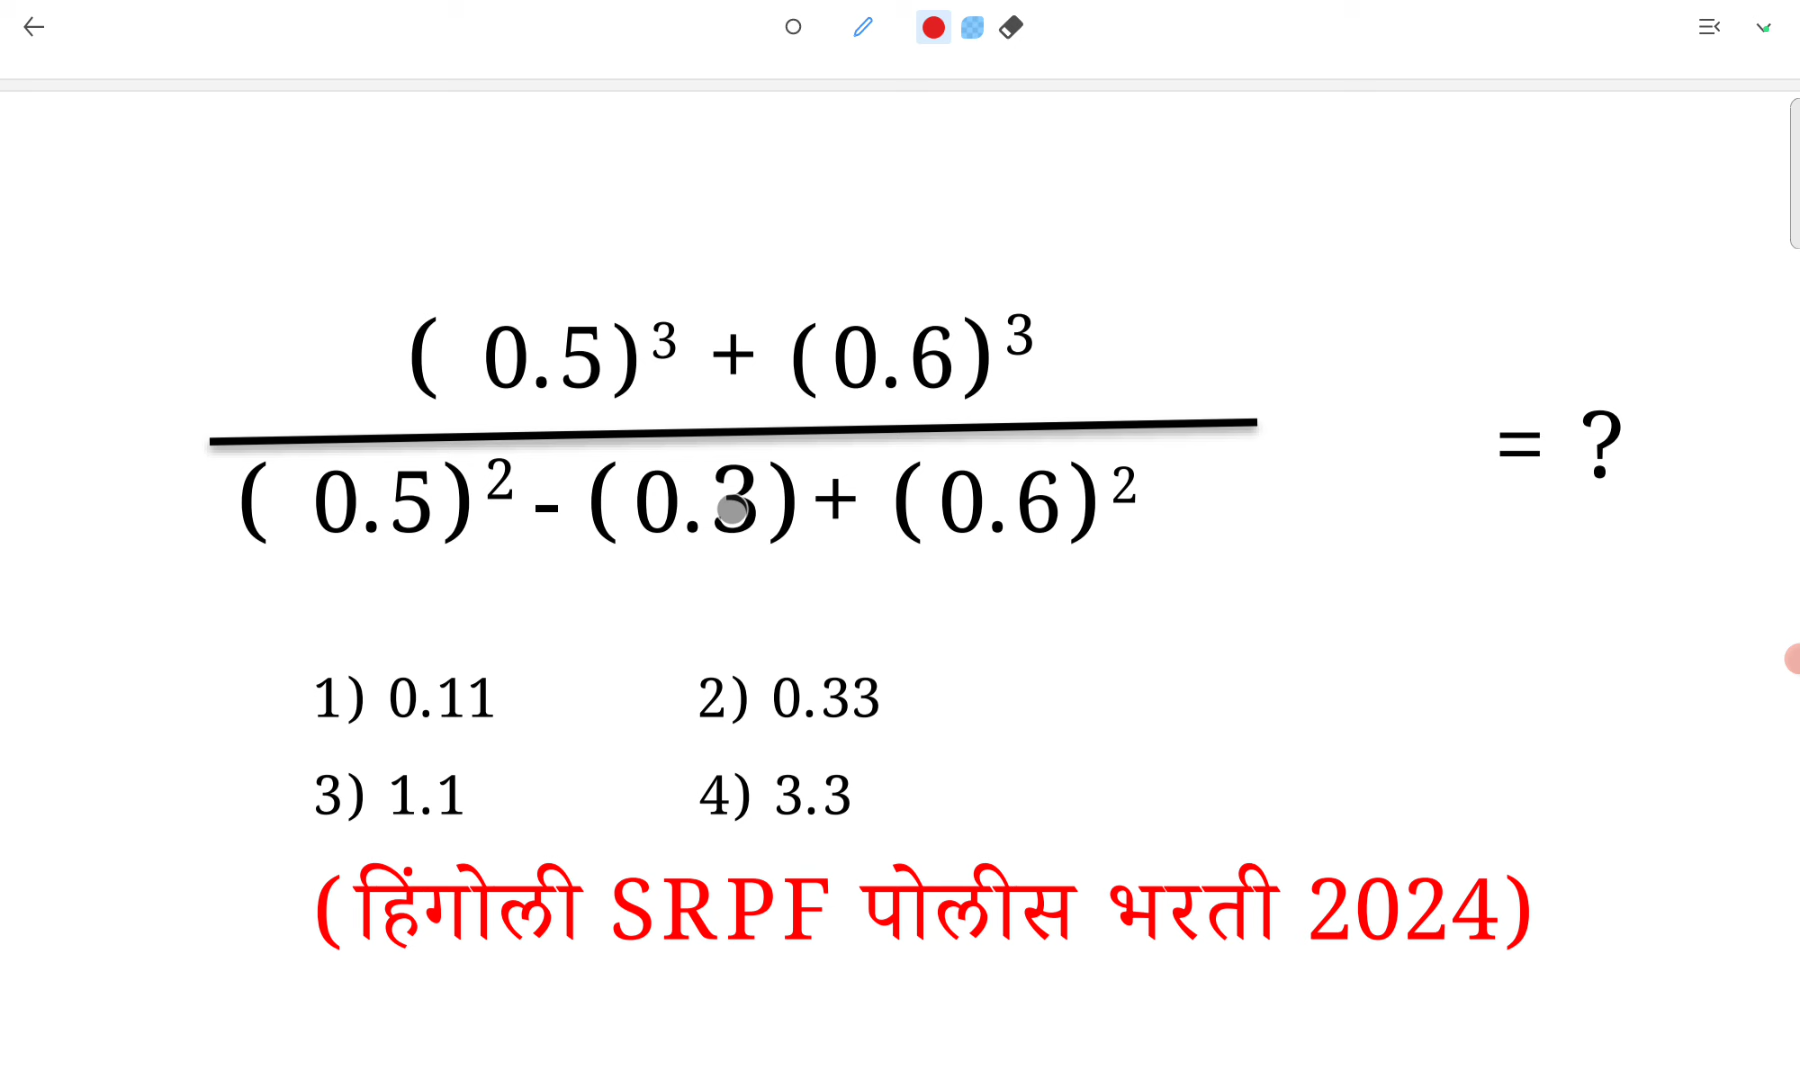 ( 0.5)³ + (0.6)³
( 0.5)² - (0.3)+ (0.6)²
= ?
1) 0.11 2) 0.33
3) 1.1 4) 3.3
(हिंगोली SRPF पोलीस भरती 2024)